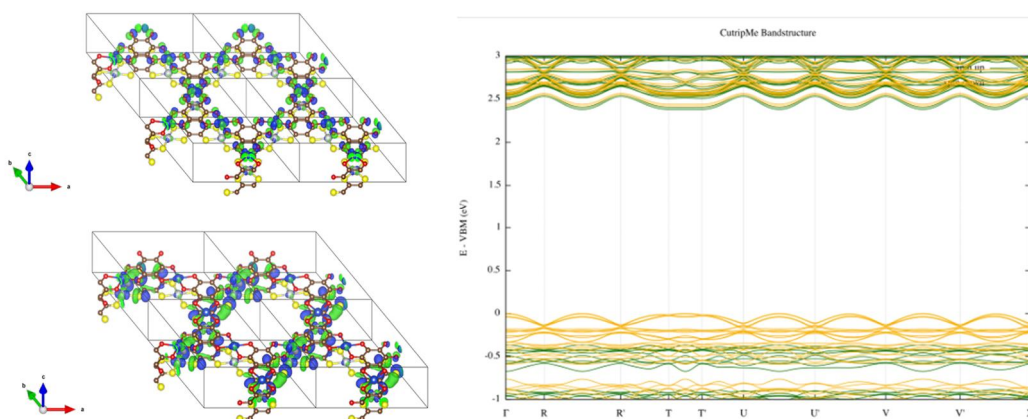 c
b
a
c
b
a
CutripMe Bandstructure
E - VBM (eV)
3
2.5
2
1.5
1
0.5
0
-0.5
-1
Γ R R' T T' U U' V V'